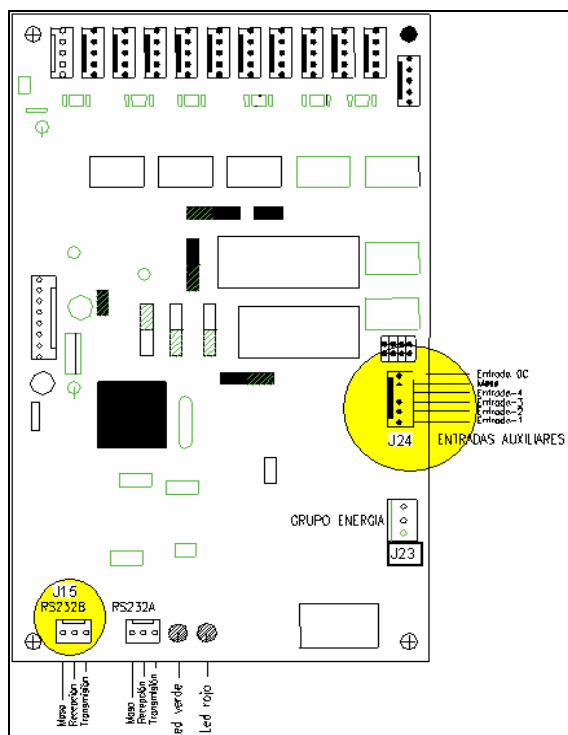 Entrada 0C
Masa
Entrada-4
Entrada-3
Entrada-2
Entrada-1
J24
ENTRADAS AUXILIARES
GRUPO ENERGIA
J23
J15
RS232B
RS232A
Masa
Recepción
Transmisión
Masa
Recepción
Transmisión
ed verde
Led rojo